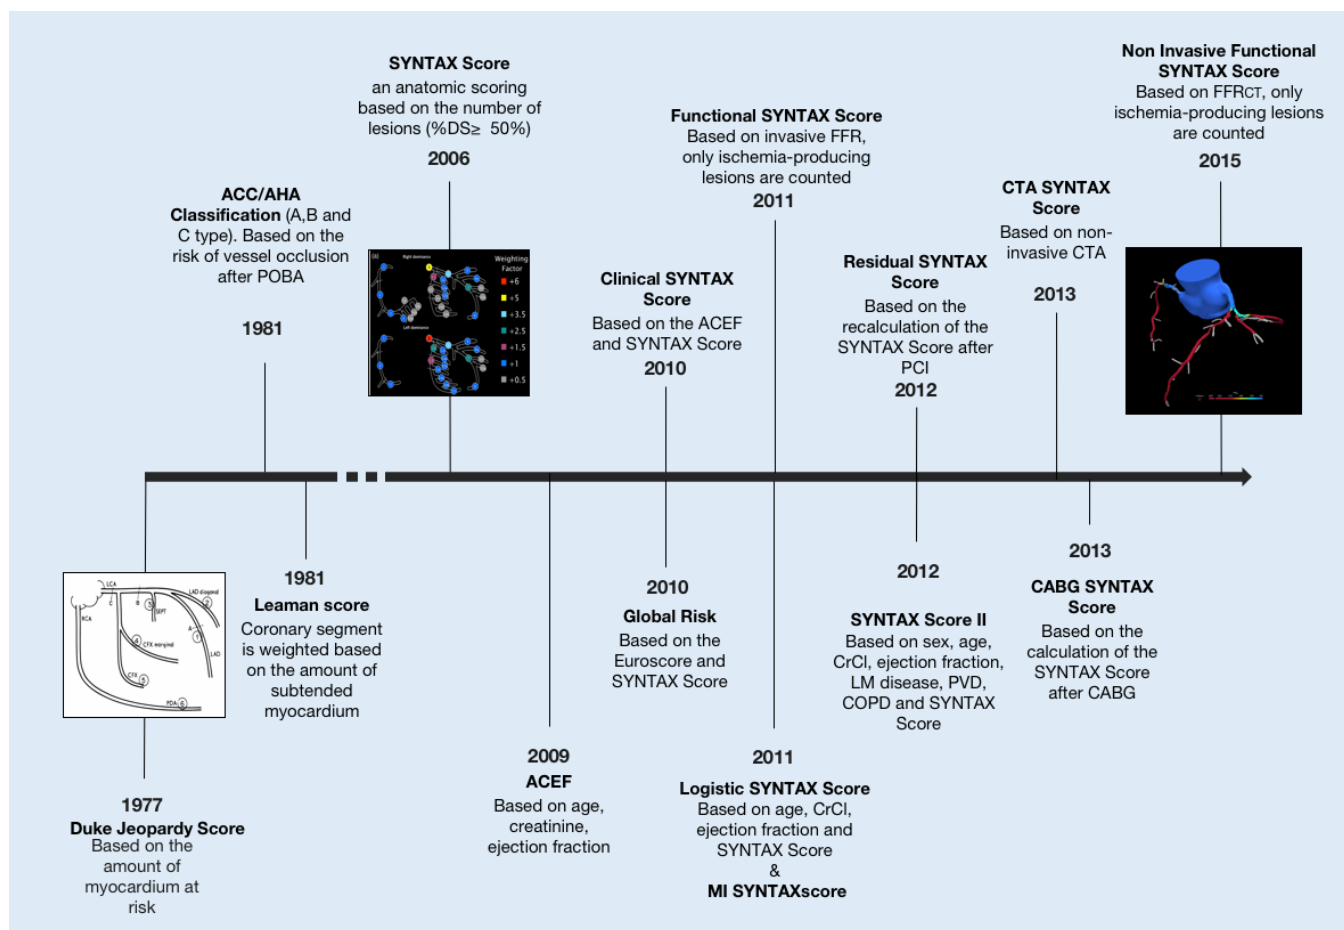 SYNTAX Score
an anatomic scoring
based on the number of
lesions (%DS≥ 50%)
2006
Non Invasive Functional
SYNTAX Score
Based on FFRCT, only
ischemia-producing lesions
are counted
2015
Functional SYNTAX Score
Based on invasive FFR,
only ischemia-producing
lesions are counted
2011
ACC/AHA
Classification (A,B and
C type). Based on the
risk of vessel occlusion
after POBA
1981
CTA SYNTAX
Score
Based on non-
invasive CTA
2013
Clinical SYNTAX
Score
Based on the ACEF
and SYNTAX Score
2010
Residual SYNTAX
Score
Based on the
recalculation of the
SYNTAX Score after
PCI
2012
Right dominance
Left dominance
Weighting
Factor
+6
+5
+3.5
+2.5
+1.5
+1
+0.5
LCA
RCA
C
B
3
SEPT
LAD diagonal
2
A
1
LAD
4
CFX marginal
CFX
5
PDA
6
1977
Duke Jeopardy Score
Based on the
amount of
myocardium at
risk
1981
Leaman score
Coronary segment
is weighted based
on the amount of
subtended
myocardium
2009
ACEF
Based on age,
creatinine,
ejection fraction
2010
Global Risk
Based on the
Euroscore and
SYNTAX Score
2011
Logistic SYNTAX Score
Based on age, CrCl,
ejection fraction and
SYNTAX Score
&
MI SYNTAXscore
2012
SYNTAX Score II
Based on sex, age,
CrCl, ejection fraction,
LM disease, PVD,
COPD and SYNTAX
Score
2013
CABG SYNTAX
Score
Based on the
calculation of the
SYNTAX Score
after CABG